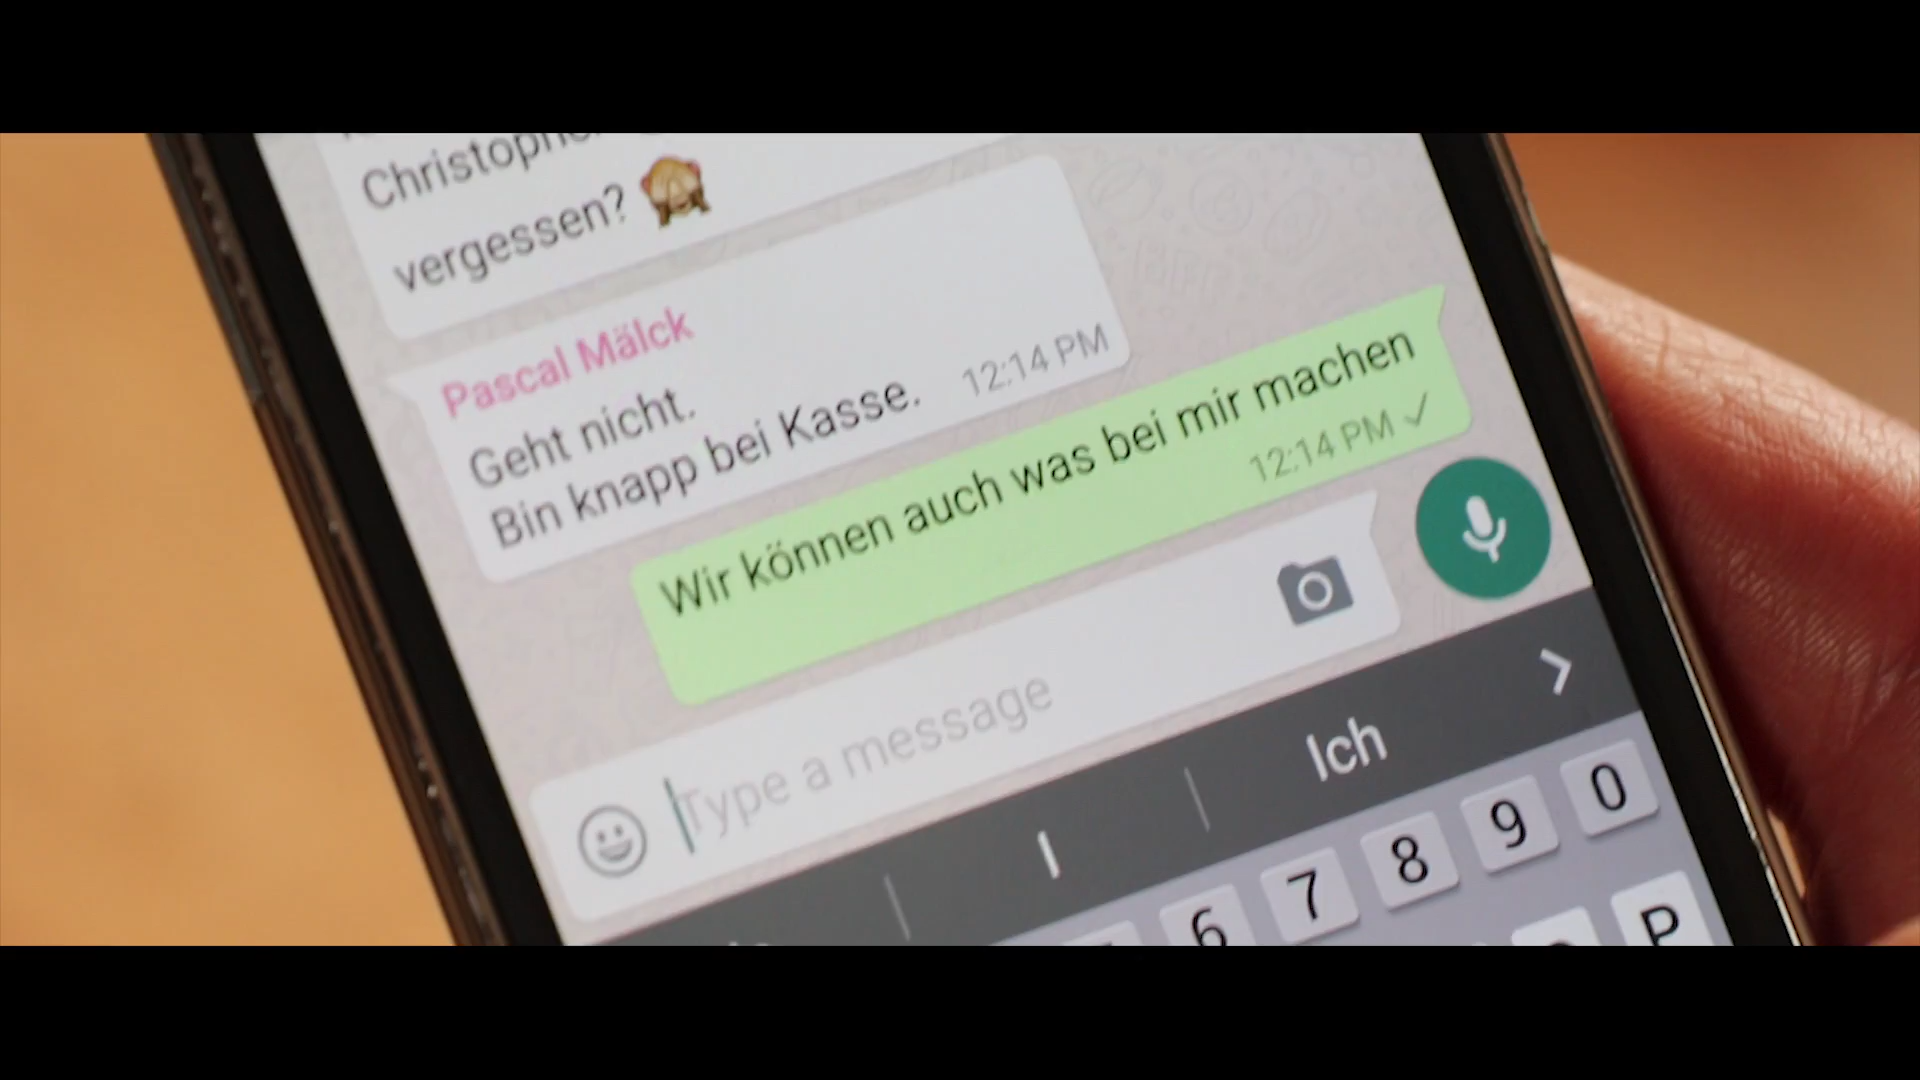 vergessen?
Pascal Mälck
Geht nicht.
Bin knapp bei Kasse.
12:14 PM
Wir können auch was bei mir machen
12:14 PM
Type a message
I
Ich
6 7 8 9 0
P